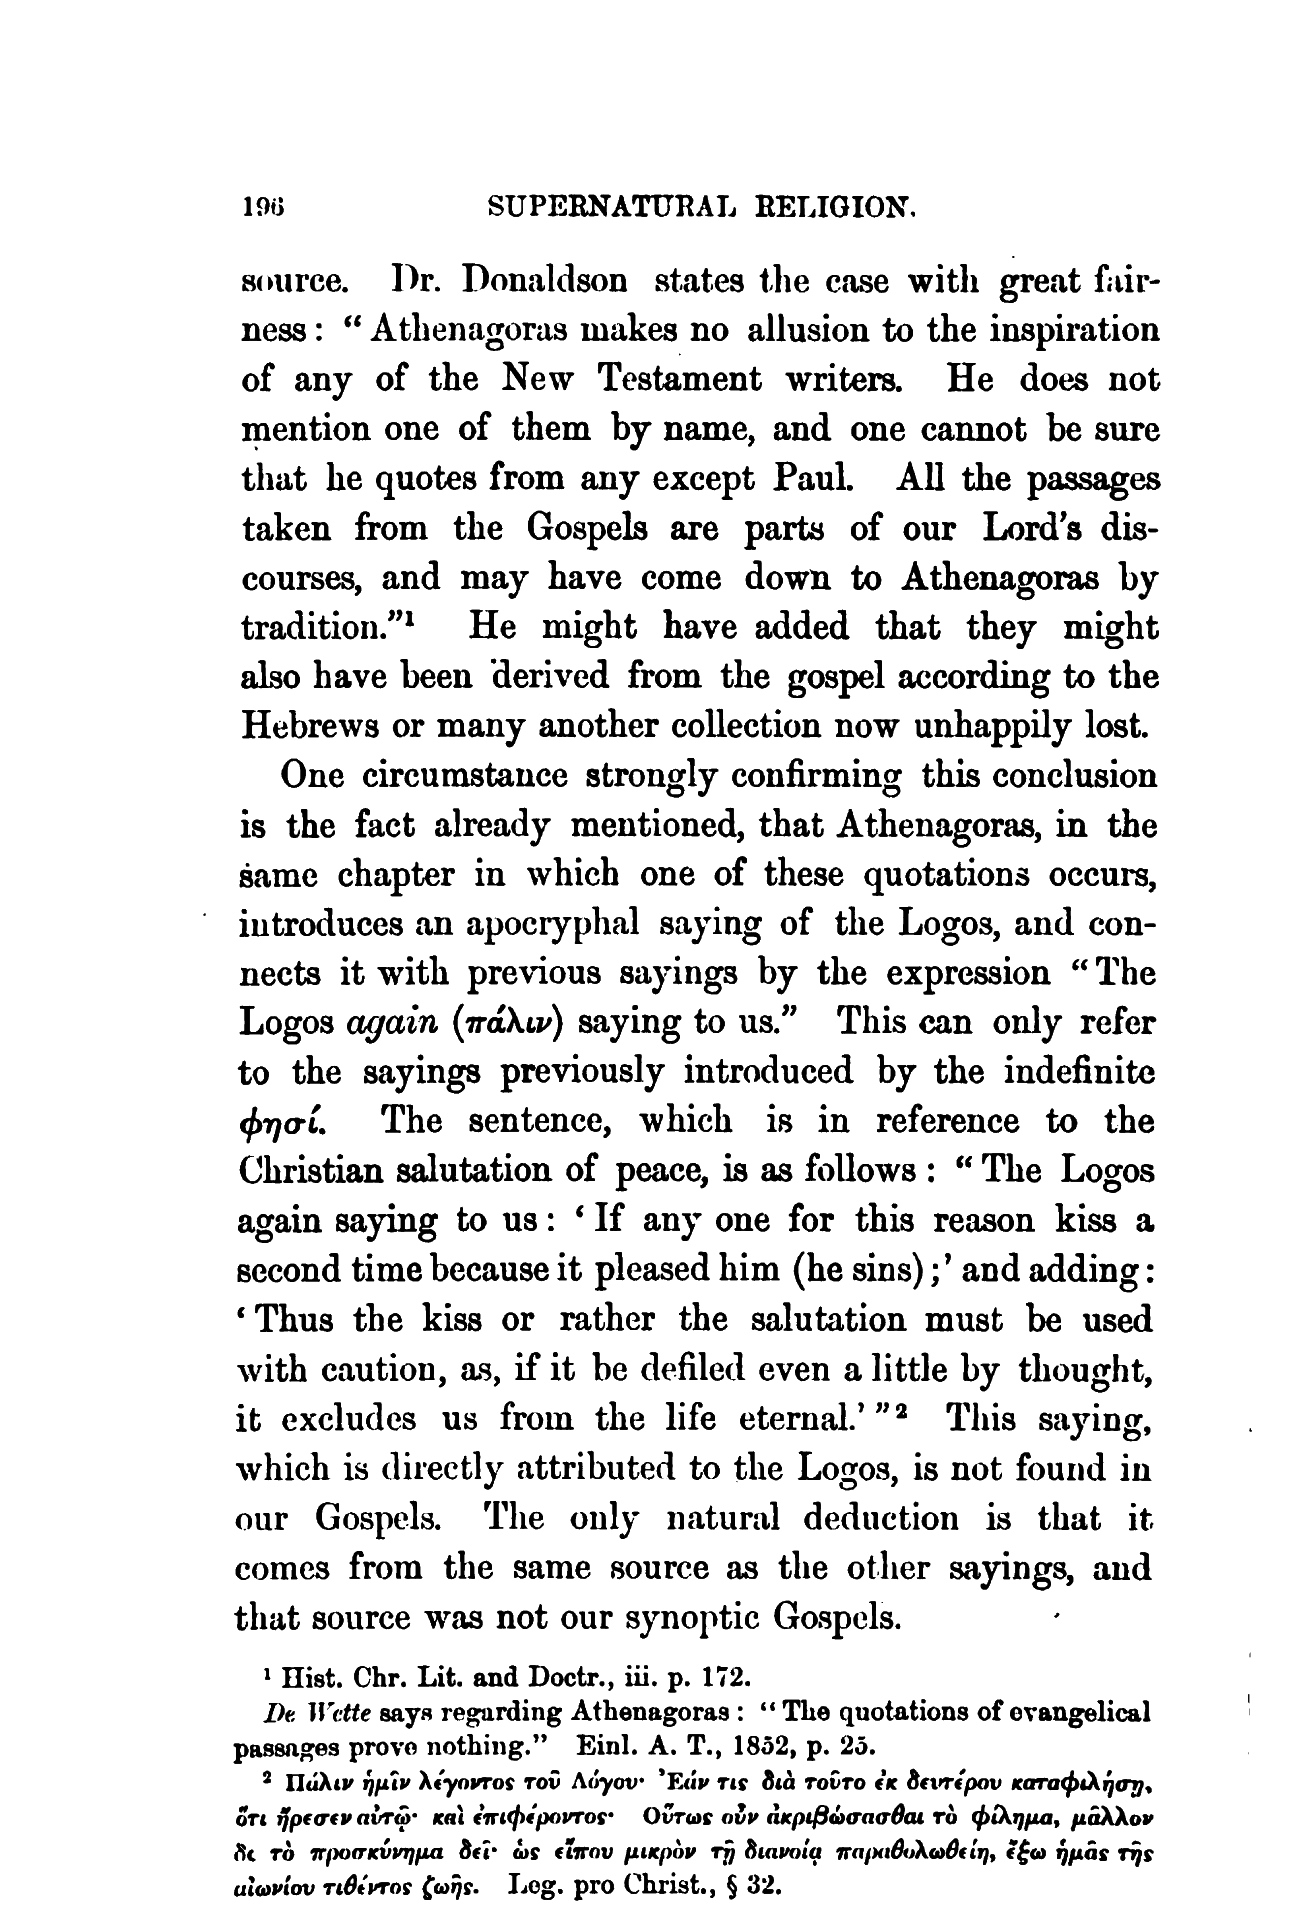 196 SUPERNATURAL RELIGION.
source. Dr. Donaldson states the case with great fair-
ness: “Athenagoras makes no allusion to the inspiration
of any of the New Testament writers. He does not
mention one of them by name, and one cannot be sure
that he quotes from any except Paul. All the passages
taken from the Gospels are parts of our Lord’s dis-
courses, and may have come down to Athenagoras by
tradition.”¹ He might have added that they might
also have been derived from the gospel according to the
Hebrews or many another collection now unhappily lost.
One circumstance strongly confirming this conclusion
is the fact already mentioned, that Athenagoras, in the
same chapter in which one of these quotations occurs,
introduces an apocryphal saying of the Logos, and con-
nects it with previous sayings by the expression “The
Logos again (πάλιν) saying to us.” This can only refer
to the sayings previously introduced by the indefinite
φησί. The sentence, which is in reference to the
Christian salutation of peace, is as follows: “The Logos
again saying to us: ‘If any one for this reason kiss a
second time because it pleased him (he sins);’ and adding:
‘Thus the kiss or rather the salutation must be used
with caution, as, if it be defiled even a little by thought,
it excludes us from the life eternal.’”² This saying,
which is directly attributed to the Logos, is not found in
our Gospels. The only natural deduction is that it
comes from the same source as the other sayings, and
that source was not our synoptic Gospels.
¹ Hist. Chr. Lit. and Doctr., iii. p. 172.
De Wette says regarding Athenagoras: “The quotations of evangelical
passages prove nothing.” Einl. A. T., 1852, p. 25.
² Πάλιν ἡμῖν λέγοντος τοῦ Λόγου· Ἐάν τις διὰ τοῦτο ἐκ δευτέρου καταφιλήσῃ,
ὅτι ἤρεσεν αὐτῷ· καὶ ἐπιφέροντος· Οὕτως οὖν ἀκριβώσασθαι τὸ φίλημα, μᾶλλον
δὲ τὸ προσκύνημα δεῖ· ὡς εἴπου μικρὸν τῇ διανοίᾳ παραθολωθείη, ἔξω ἡμᾶς τῆς
αἰωνίου τιθέντος ζωῆς. Leg. pro Christ., § 32.